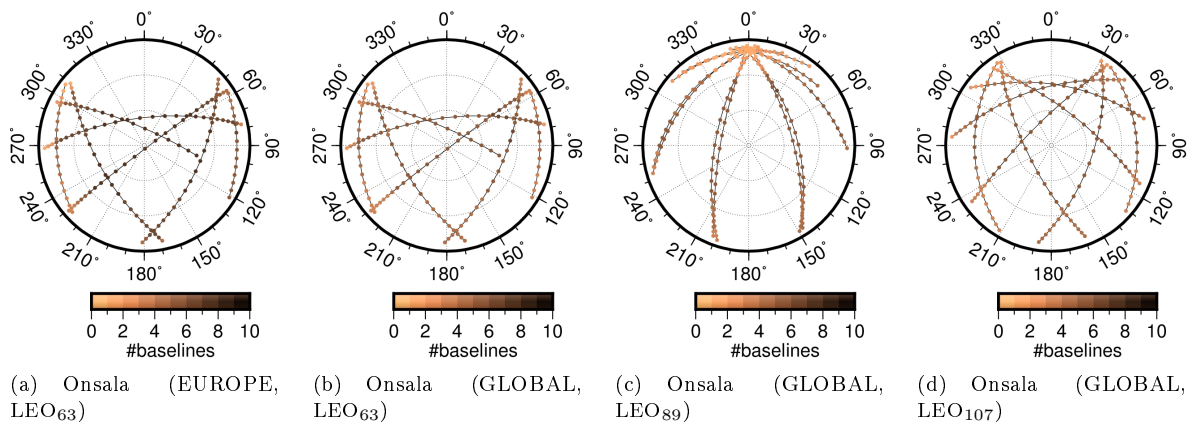 0° 30° 60° 90° 120° 150° 180° 210° 240° 270° 300° 330°
0° 30° 60° 90° 120° 150° 180° 210° 240° 270° 300° 330°
0° 30° 60° 90° 120° 150° 180° 210° 240° 270° 300° 330°
0° 30° 60° 90° 120° 150° 180° 210° 240° 270° 300° 330°
0 2 4 6 8 10
#baselines
0 2 4 6 8 10
#baselines
0 2 4 6 8 10
#baselines
0 2 4 6 8 10
#baselines
(a) Onsala (EUROPE,
LEO₆₃)
(b) Onsala (GLOBAL,
LEO₆₃)
(c) Onsala (GLOBAL,
LEO₈₉)
(d) Onsala (GLOBAL,
LEO₁₀₇)